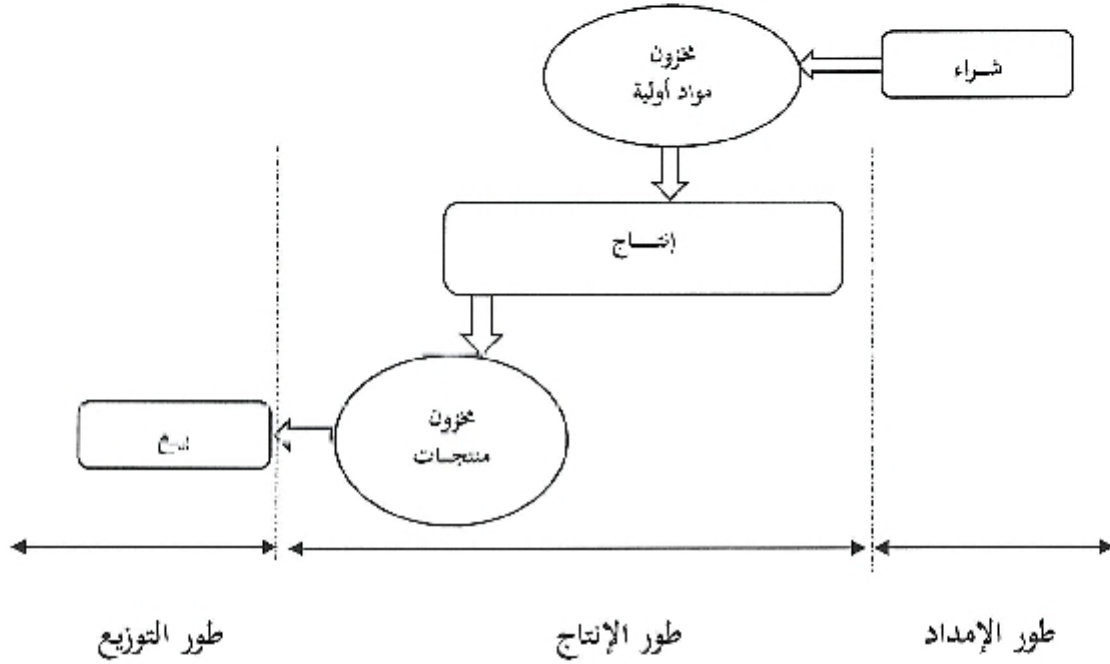 شراء
مخزون
مواد أولية
إنتاج
مخزون
منتجات
طور الإمداد
طور الإنتاج
طور التوزيع